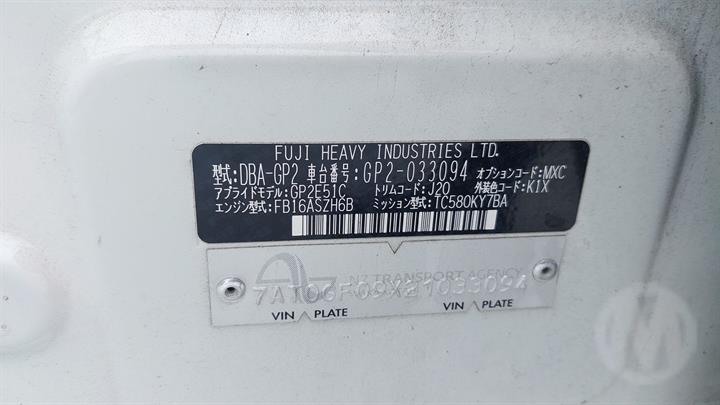 FUJI HEAVY INDUSTRIES LTD.
型式:DBA-GP2 車台番号:GP2-033094 オプションコード:MXC
アプライドモデル:GP2E51C トリムコード:J20 外装色コード:K1X
エンジン型式:FB16ASZH6B ミッション型式:TC580KY7BA
NZ TRANSPORT AGENCY
7AT0GF09X21033094
VIN PLATE VIN PLATE
M